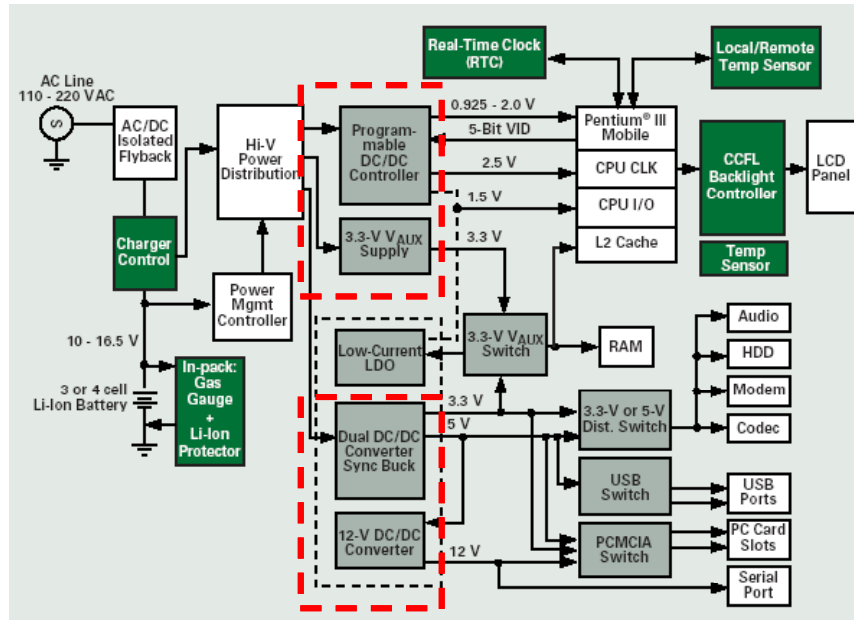 Real-Time Clock
(RTC)
Local/Remote
Temp Sensor
AC Line
110 - 220 VAC
S
AC/DC
Isolated
Flyback
Hi-V
Power
Distribution
Program-
mable
DC/DC
Controller
0.925 - 2.0 V
5-Bit VID
2.5 V
1.5 V
Pentium® III
Mobile
CPU CLK
CPU I/O
L2 Cache
CCFL
Backlight
Controller
LCD
Panel
Charger
Control
3.3-V VAUX
Supply
3.3 V
Temp
Sensor
Power
Mgmt
Controller
10 - 16.5 V
Low-Current
LDO
3.3-V VAUX
Switch
RAM
Audio
HDD
Modem
Codec
3 or 4 cell
Li-Ion Battery
In-pack:
Gas
Gauge
+
Li-Ion
Protector
Dual DC/DC
Converter
Sync Buck
3.3 V
5 V
3.3-V or 5-V
Dist. Switch
USB
Switch
USB
Ports
12-V DC/DC
Converter
12 V
PCMCIA
Switch
PC Card
Slots
Serial
Port